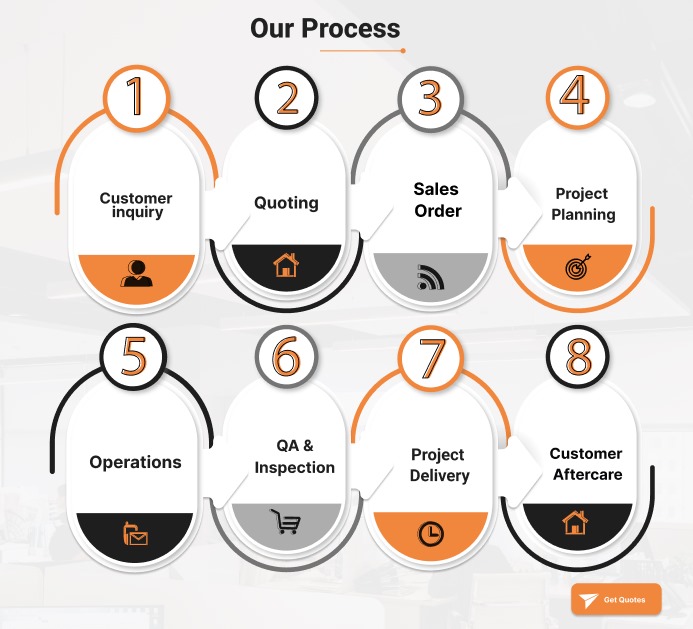 Our Process
1
2
3
4
Customer
inquiry
Quoting
Sales
Order
Project
Planning
5
6
7
8
Operations
QA &
Inspection
Project
Delivery
Customer
Aftercare
Get Quotes